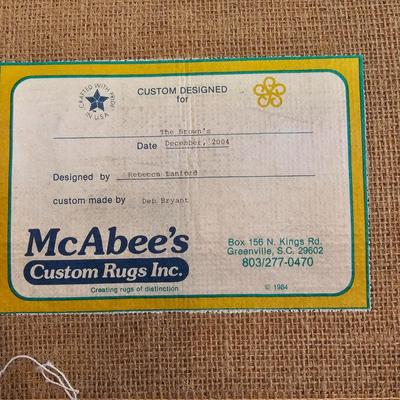 CRAFTED WITH PRIDE IN U.S.A.
CUSTOM DESIGNED
for
The Brown's
Date December, 2004
Designed by Rebecca Lanford
custom made by Deb Bryant
McAbee's
Custom Rugs Inc.
Creating rugs of distinction
Box 156 N. Kings Rd.
Greenville, S.C. 29602
803/277-0470
© 1984